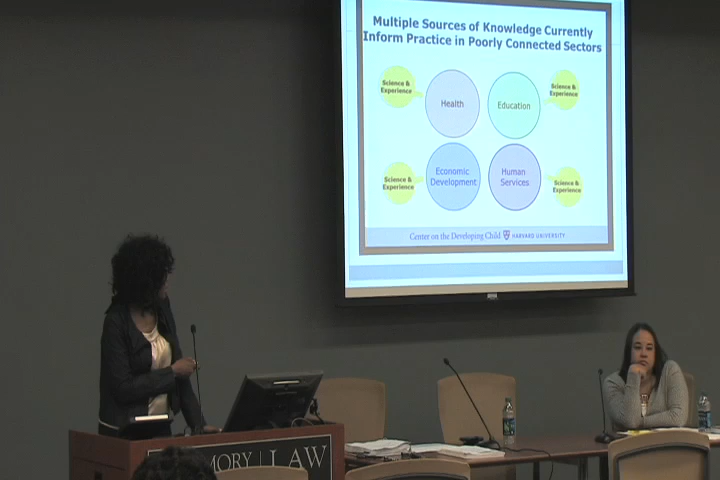 Multiple Sources of Knowledge Currently
Inform Practice in Poorly Connected Sectors
Science &
Experience
Health
Education
Science &
Experience
Science &
Experience
Economic
Development
Human
Services
Science &
Experience
Center on the Developing Child HARVARD UNIVERSITY
MORY | LAW